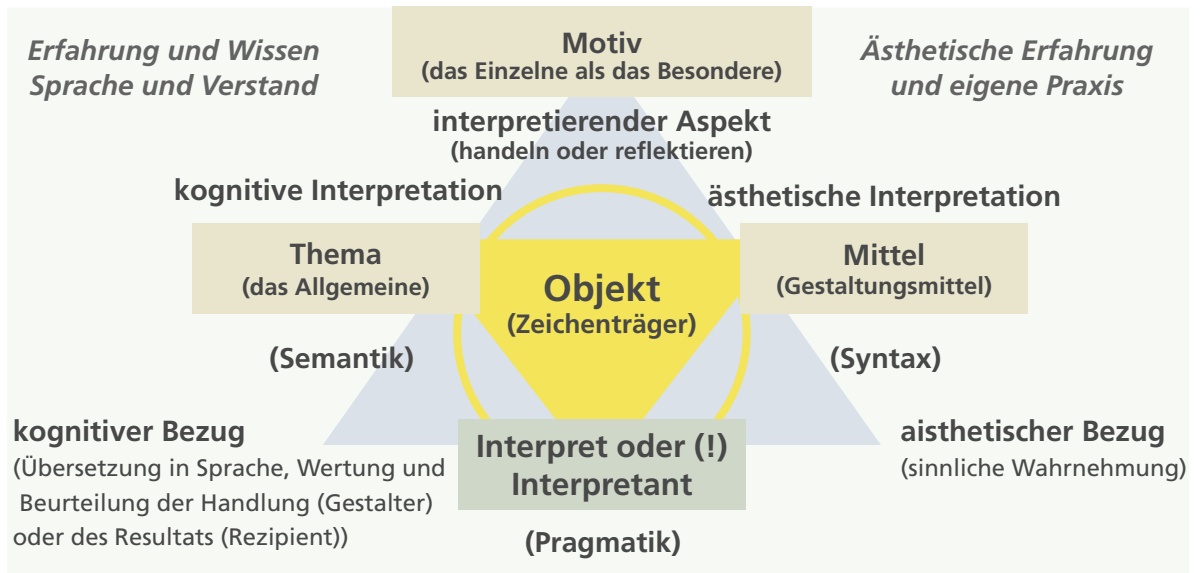 Erfahrung und Wissen
Sprache und Verstand
Motiv
(das Einzelne als das Besondere)
Ästhetische Erfahrung
und eigene Praxis
interpretierender Aspekt
(handeln oder reflektieren)
kognitive Interpretation
ästhetische Interpretation
Thema
(das Allgemeine)
Objekt
(Zeichenträger)
Mittel
(Gestaltungsmittel)
(Semantik)
(Syntax)
kognitiver Bezug
(Übersetzung in Sprache, Wertung und
Beurteilung der Handlung (Gestalter)
oder des Resultats (Rezipient))
Interpret oder (!)
Interpretant
(Pragmatik)
aisthetischer Bezug
(sinnliche Wahrnehmung)